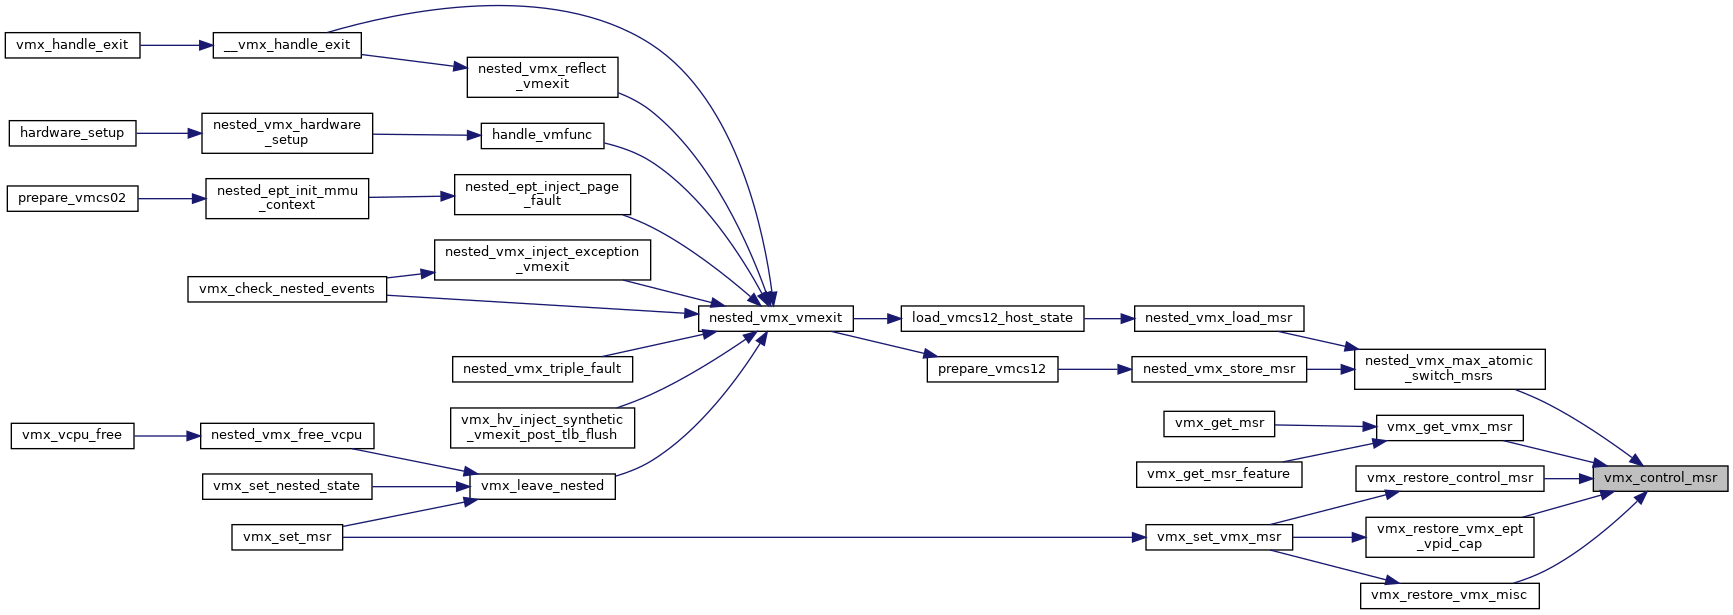 vmx_handle_exit
__vmx_handle_exit
nested_vmx_reflect
_vmexit
hardware_setup
nested_vmx_hardware
_setup
handle_vmfunc
prepare_vmcs02
nested_ept_init_mmu
_context
nested_ept_inject_page
_fault
nested_vmx_inject_exception
_vmexit
vmx_check_nested_events
nested_vmx_vmexit
load_vmcs12_host_state
nested_vmx_load_msr
nested_vmx_triple_fault
prepare_vmcs12
nested_vmx_store_msr
nested_vmx_max_atomic
_switch_msrs
vmx_hv_inject_synthetic
_vmexit_post_tlb_flush
vmx_get_msr
vmx_get_vmx_msr
vmx_vcpu_free
nested_vmx_free_vcpu
vmx_get_msr_feature
vmx_restore_control_msr
vmx_control_msr
vmx_set_nested_state
vmx_leave_nested
vmx_set_msr
vmx_set_vmx_msr
vmx_restore_vmx_ept
_vpid_cap
vmx_restore_vmx_misc